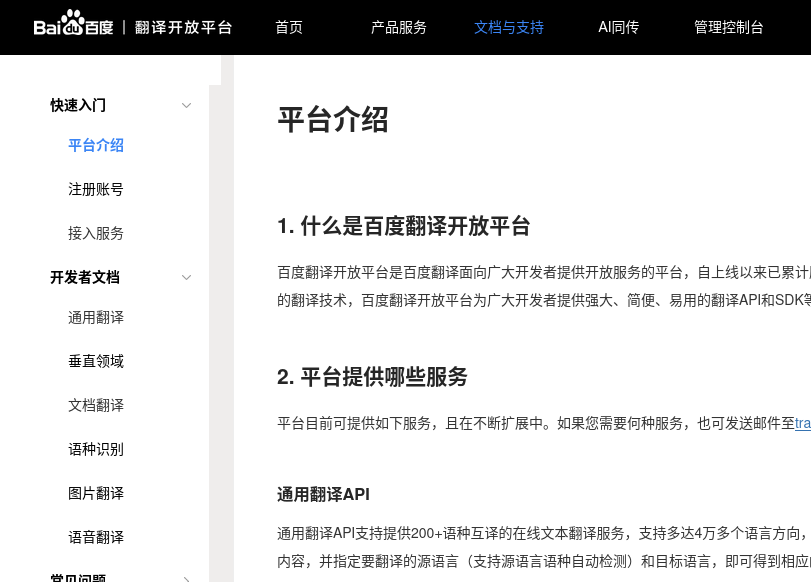 Bai du 百度 | 翻译开放平台 首页 产品服务 文档与支持 AI同传 管理控制台
快速入门
平台介绍
注册账号
接入服务
开发者文档
通用翻译
垂直领域
文档翻译
语种识别
图片翻译
语音翻译
常见问题
平台介绍
1. 什么是百度翻译开放平台
百度翻译开放平台是百度翻译面向广大开发者提供开放服务的平台，自上线以来已累计
的翻译技术，百度翻译开放平台为广大开发者提供强大、简便、易用的翻译API和SDK等
2. 平台提供哪些服务
平台目前可提供如下服务，且在不断扩展中。如果您需要何种服务，也可发送邮件至tra
通用翻译API
通用翻译API支持提供200+语种互译的在线文本翻译服务，支持多达4万多个语言方向，
内容，并指定要翻译的源语言（支持源语言语种自动检测）和目标语言，即可得到相应